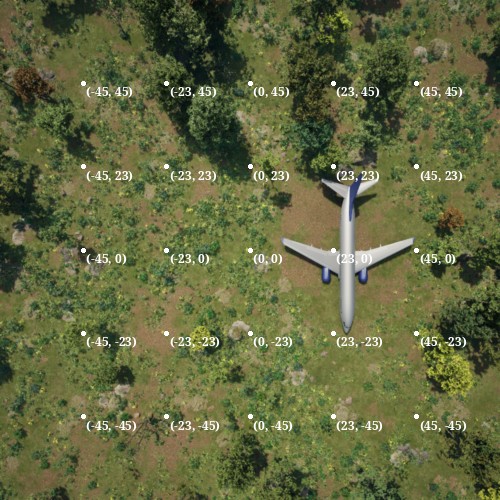 (-45, 45) (-23, 45) (0, 45) (23, 45) (45, 45)
(-45, 23) (-23, 23) (0, 23) (23, 23) (45, 23)
(-45, 0) (-23, 0) (0, 0) (23, 0) (45, 0)
(-45, -23) (-23, -23) (0, -23) (23, -23) (45, -23)
(-45, -45) (-23, -45) (0, -45) (23, -45) (45, -45)